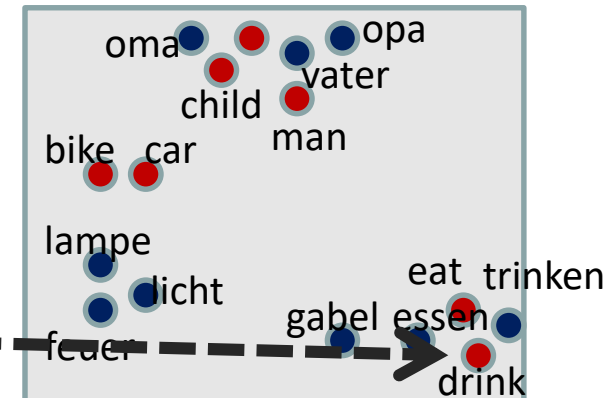 oma opa
vater
child
man
bike car
lampe
eat trinken
licht
gabel essen
feuer
drink